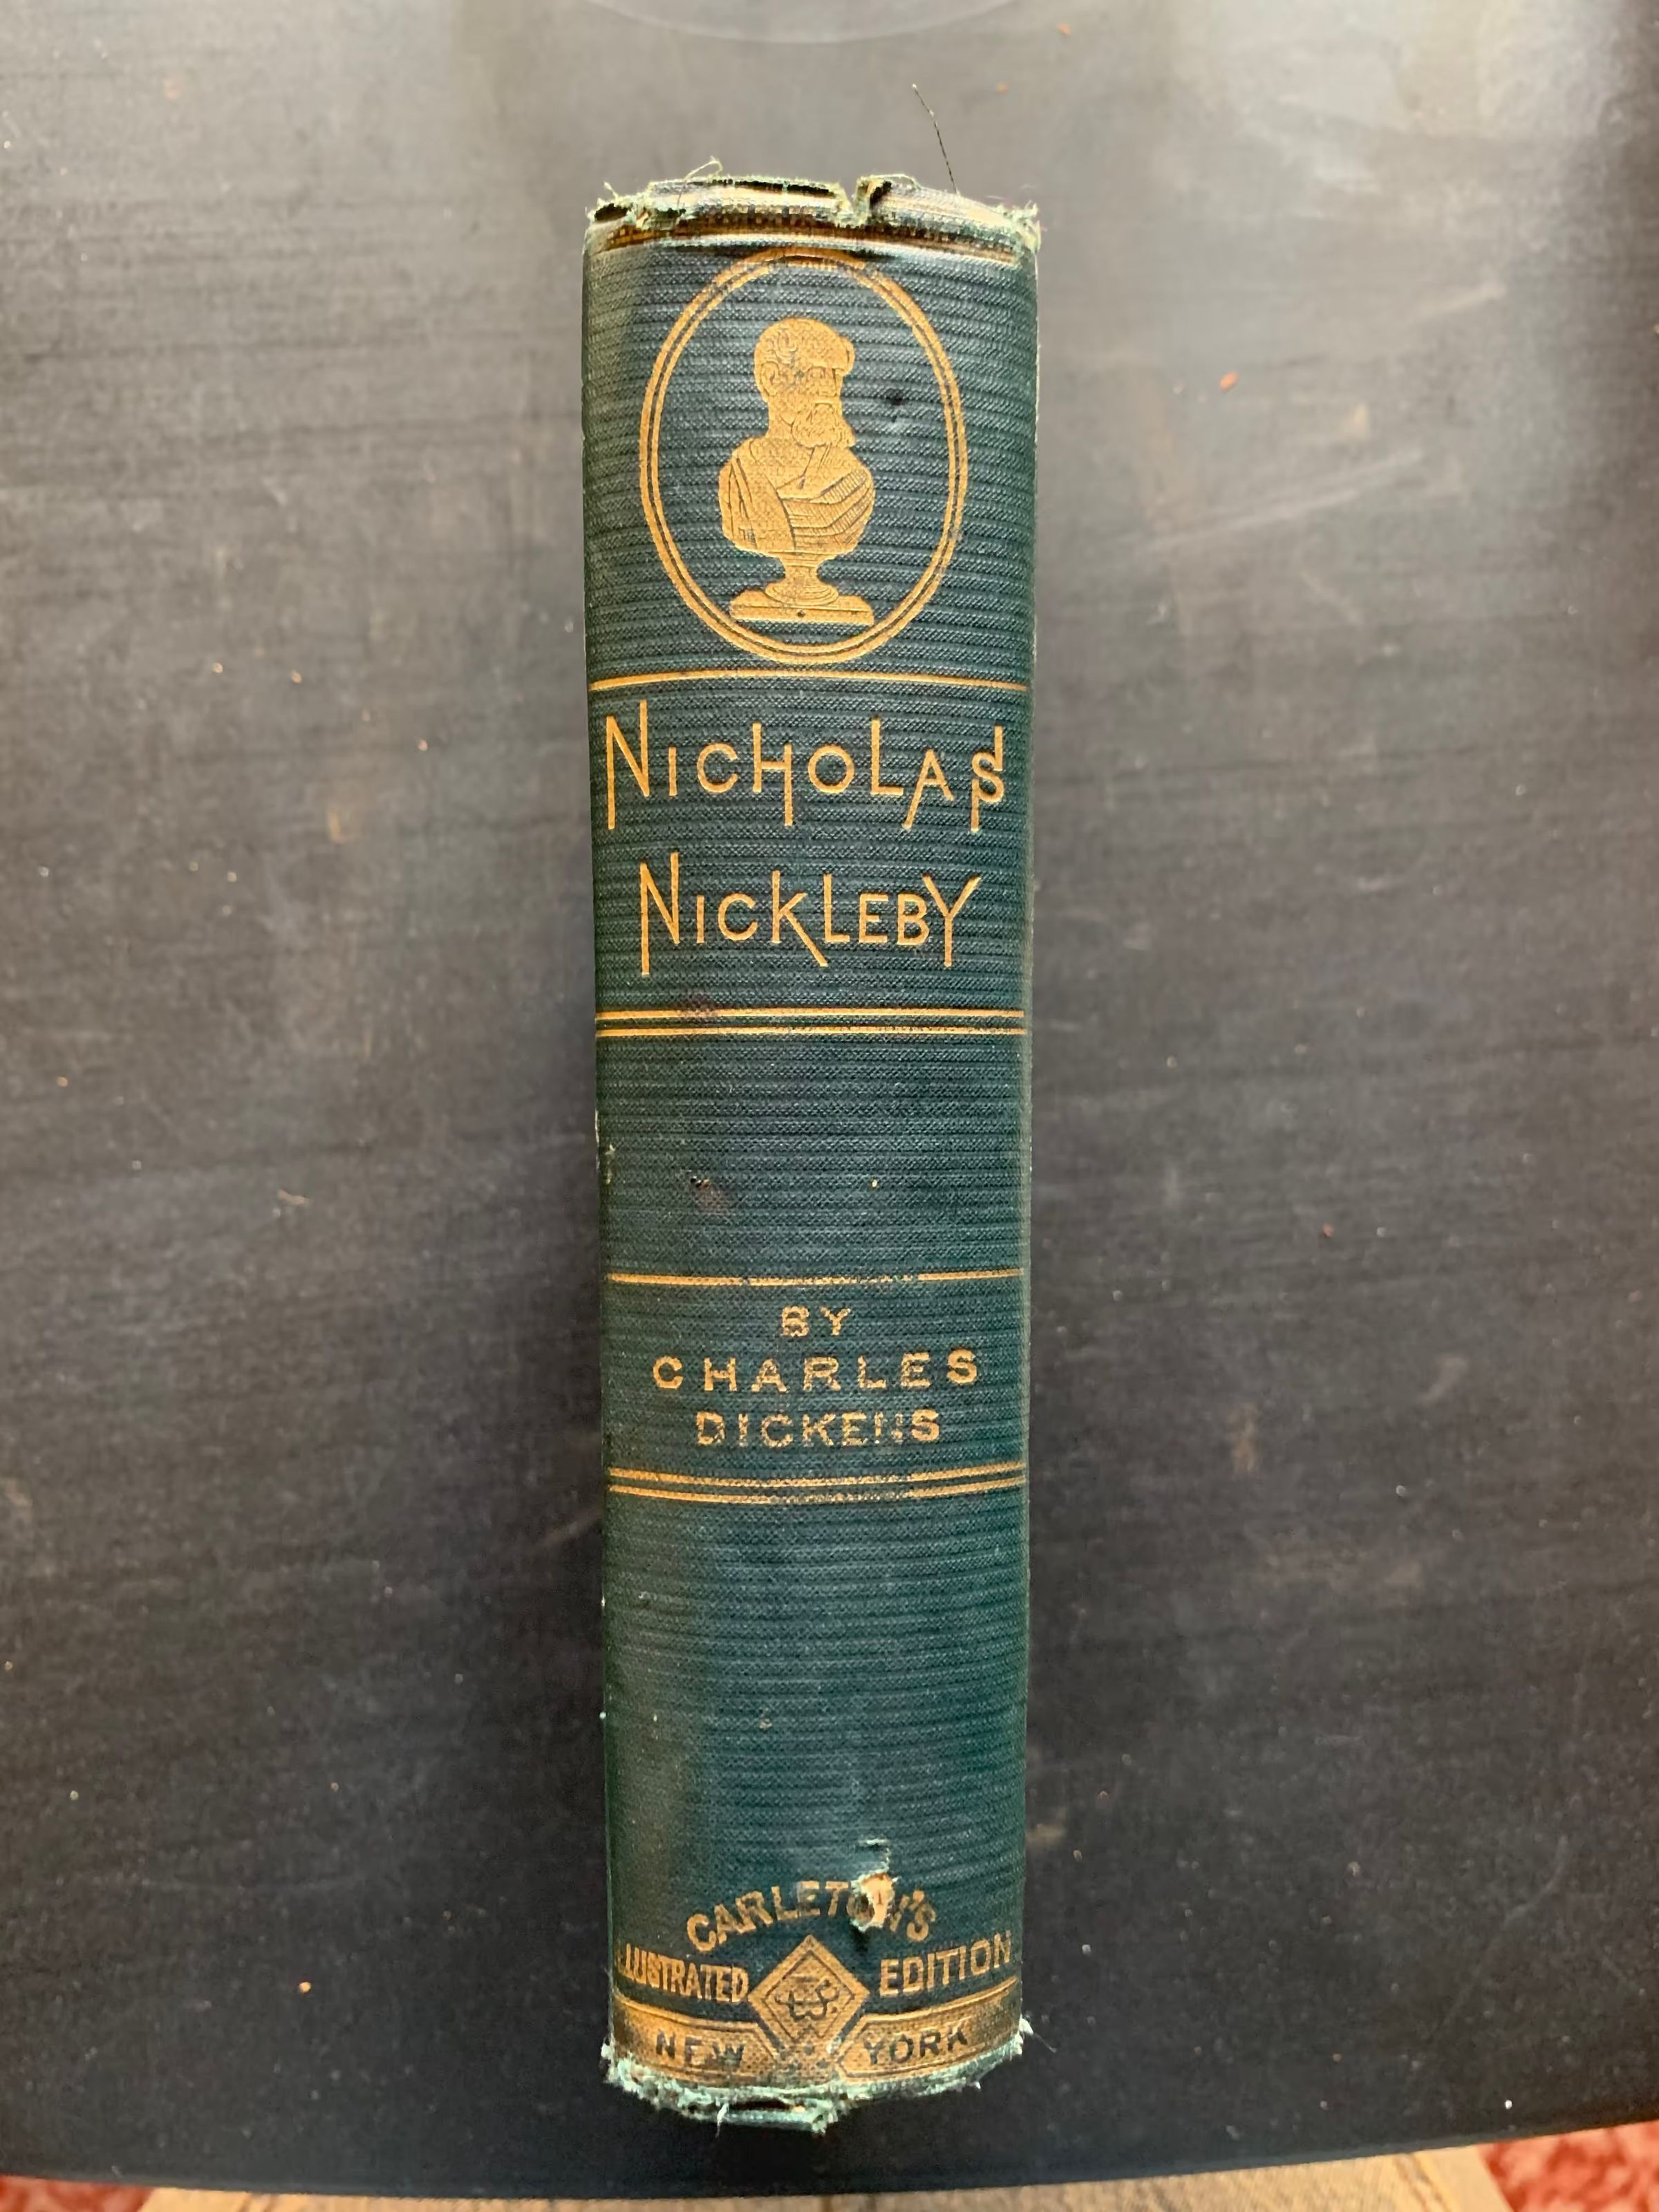 NICHOLAS
NICKLEBY
BY
CHARLES
DICKENS
CARLETON'S
ILLUSTRATED EDITION
NEW YORK